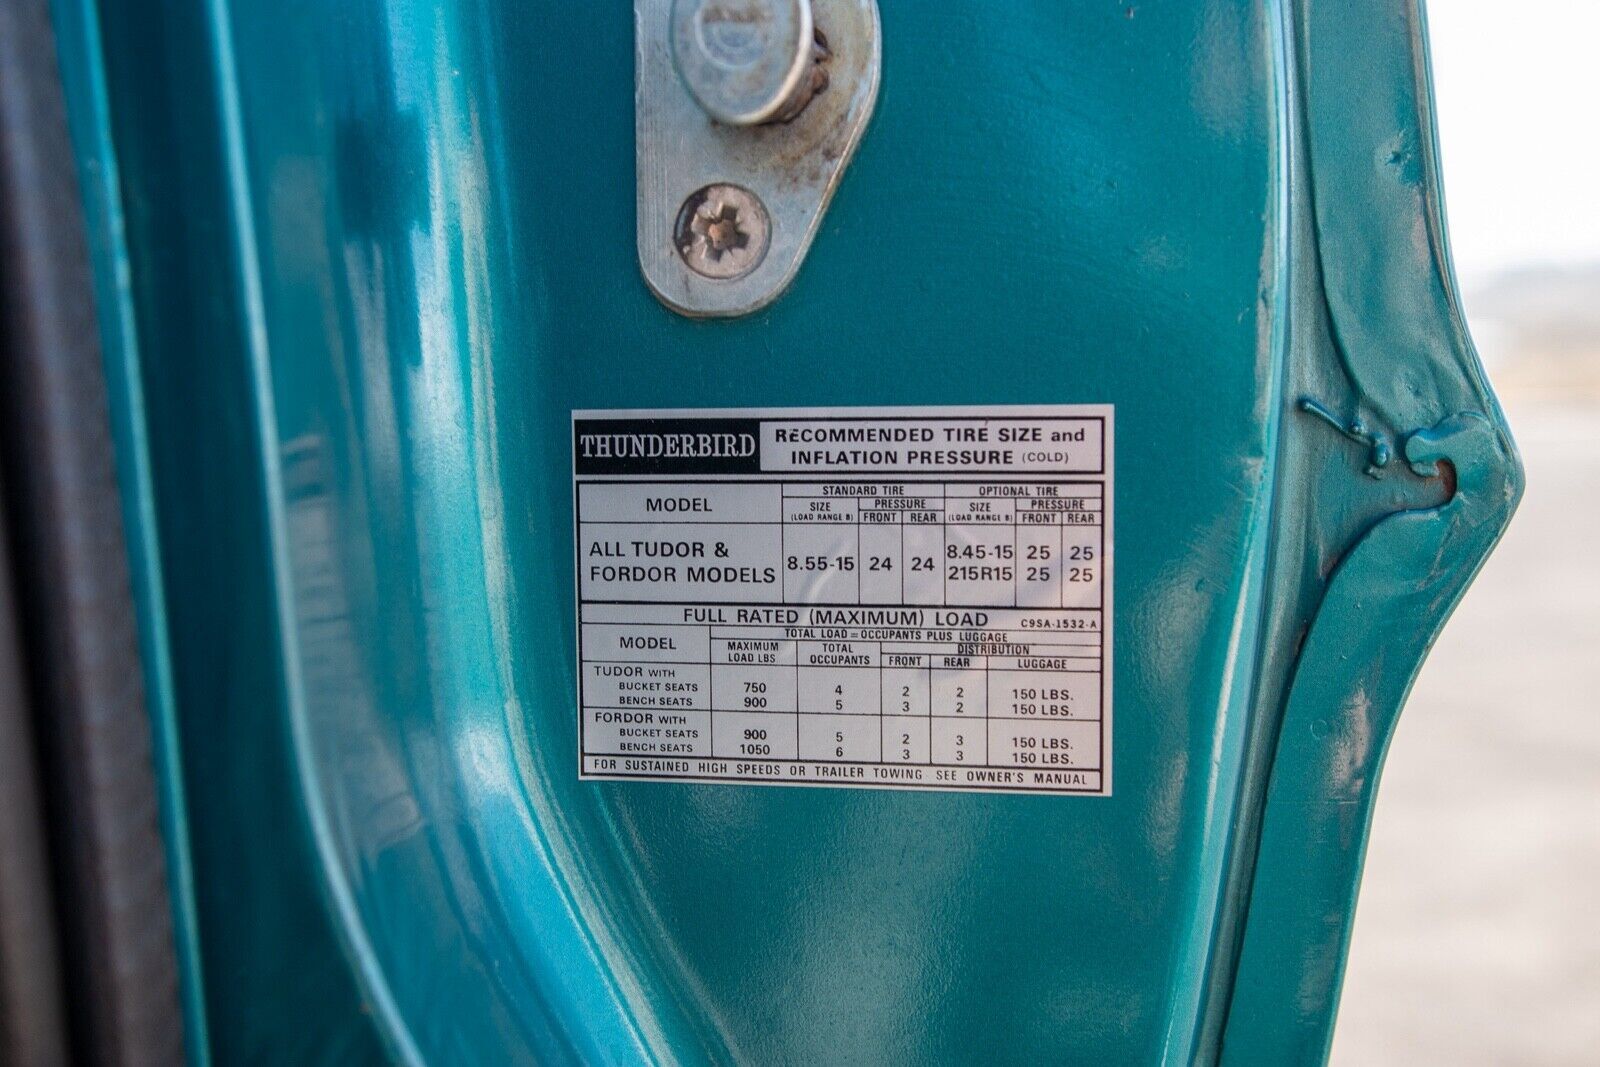 THUNDERBIRD
RECOMMENDED TIRE SIZE and
INFLATION PRESSURE (COLD)
MODEL
STANDARD TIRE
OPTIONAL TIRE
SIZE
(LOAD RANGE B)
PRESSURE
FRONT REAR
SIZE
(LOAD RANGE B)
PRESSURE
FRONT REAR
ALL TUDOR &
FORDOR MODELS
8.55-15 24 24
8.45-15 25 25
215R15 25 25
FULL RATED (MAXIMUM) LOAD C9SA-1532-A
MODEL
TOTAL LOAD = OCCUPANTS PLUS LUGGAGE
MAXIMUM
LOAD LBS
TOTAL
OCCUPANTS
DISTRIBUTION
FRONT REAR LUGGAGE
TUDOR WITH
BUCKET SEATS 750 4 2 2 150 LBS.
BENCH SEATS 900 5 3 2 150 LBS.
FORDOR WITH
BUCKET SEATS 900 5 2 3 150 LBS.
BENCH SEATS 1050 6 3 3 150 LBS.
FOR SUSTAINED HIGH SPEEDS OR TRAILER TOWING SEE OWNER'S MANUAL